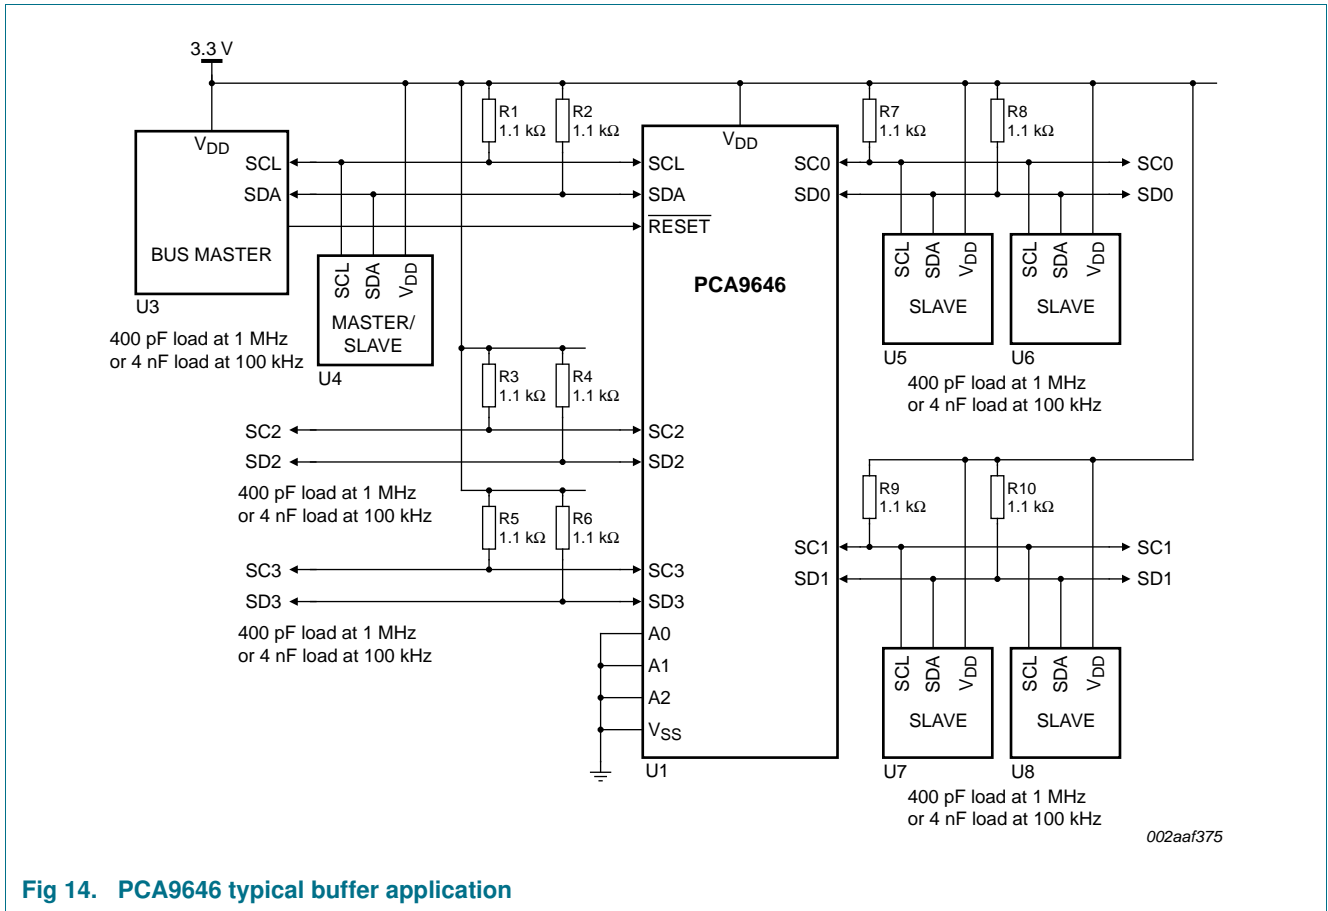 3.3 V
VDD
SCL
SDA
BUS MASTER
U3
400 pF load at 1 MHz
or 4 nF load at 100 kHz
SCL
SDA
VDD
MASTER/
SLAVE
U4
R1
1.1 kΩ
R2
1.1 kΩ
R3
1.1 kΩ
R4
1.1 kΩ
SC2
SD2
400 pF load at 1 MHz
or 4 nF load at 100 kHz
R5
1.1 kΩ
R6
1.1 kΩ
SC3
SD3
400 pF load at 1 MHz
or 4 nF load at 100 kHz
VDD
SCL
SDA
RESET
PCA9646
SC2
SD2
SC3
SD3
A0
A1
A2
VSS
U1
SC0
SD0
SC1
SD1
R7
1.1 kΩ
R8
1.1 kΩ
SC0
SD0
SCL
SDA
VDD
SLAVE
U5
SCL
SDA
VDD
SLAVE
U6
400 pF load at 1 MHz
or 4 nF load at 100 kHz
R9
1.1 kΩ
R10
1.1 kΩ
SC1
SD1
SCL
SDA
VDD
SLAVE
U7
SCL
SDA
VDD
SLAVE
U8
400 pF load at 1 MHz
or 4 nF load at 100 kHz
002aaf375
Fig 14. PCA9646 typical buffer application